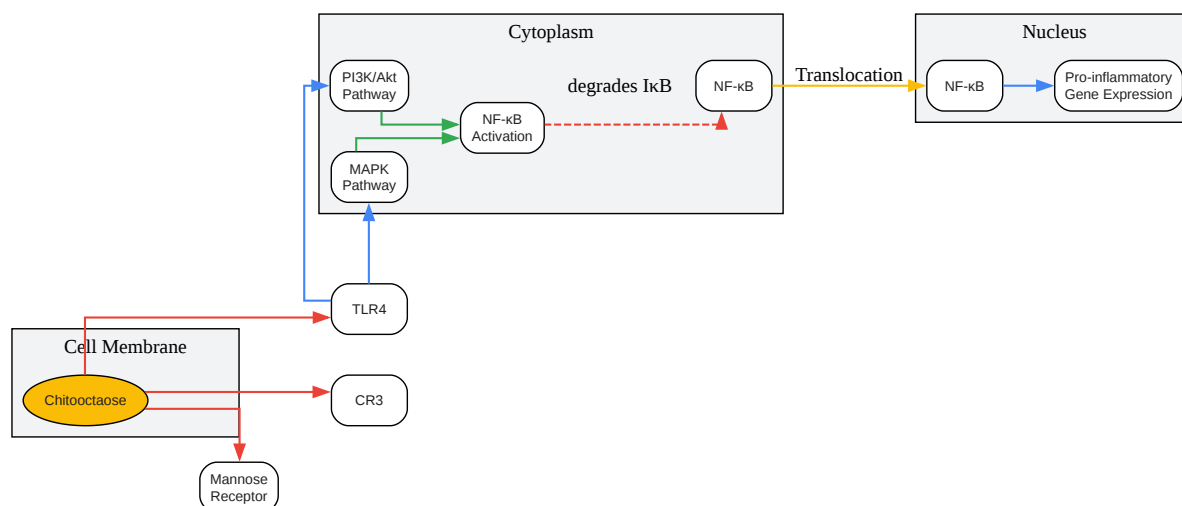 Cytoplasm
Nucleus
PI3K/Akt
Pathway
degrades IκB
NF-κB
Translocation
NF-κB
Pro-inflammatory
Gene Expression
NF-κB
Activation
MAPK
Pathway
TLR4
Cell Membrane
Chitooctaose
CR3
Mannose
Receptor